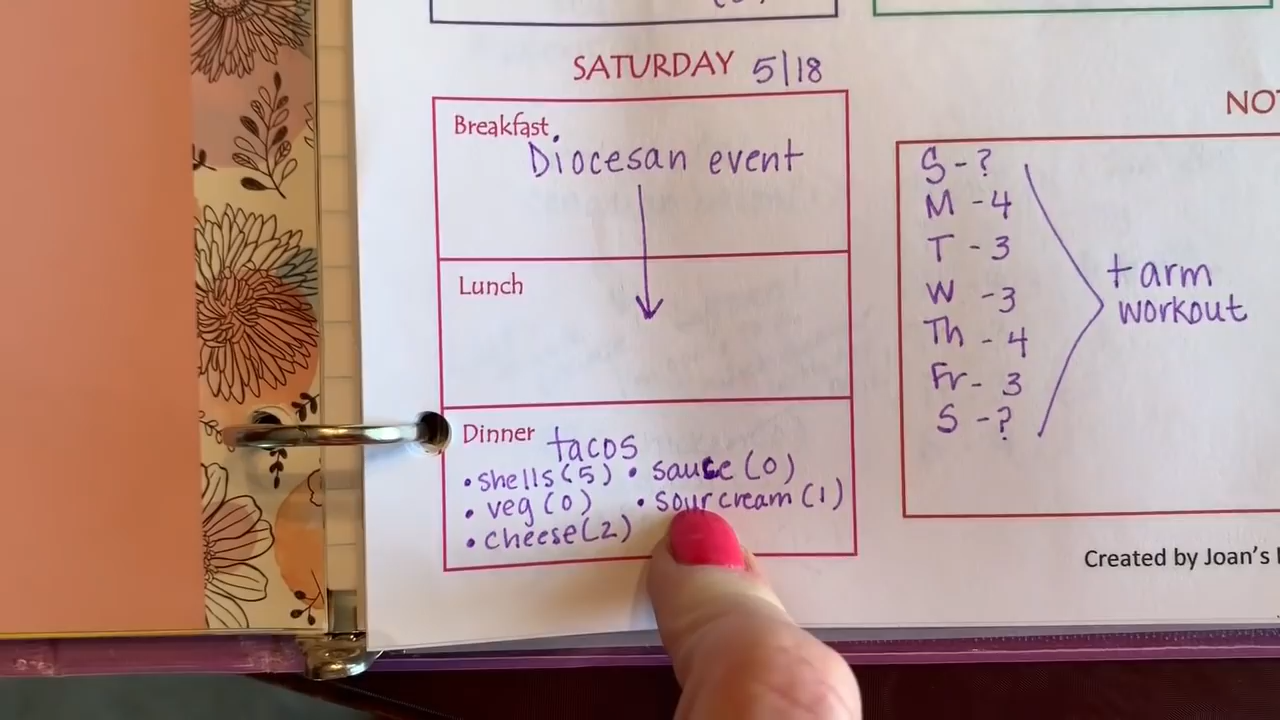 SATURDAY 5/18
Breakfast
Diocesan event
Lunch
Dinner tacos
• shells (5) • sauce (0)
• veg (0) • sour cream (1)
• cheese (2)
S - ?
M - 4
T - 3
W - 3
Th - 4
Fr - 3
S - ?
+ arm
workout
Created by Joan's